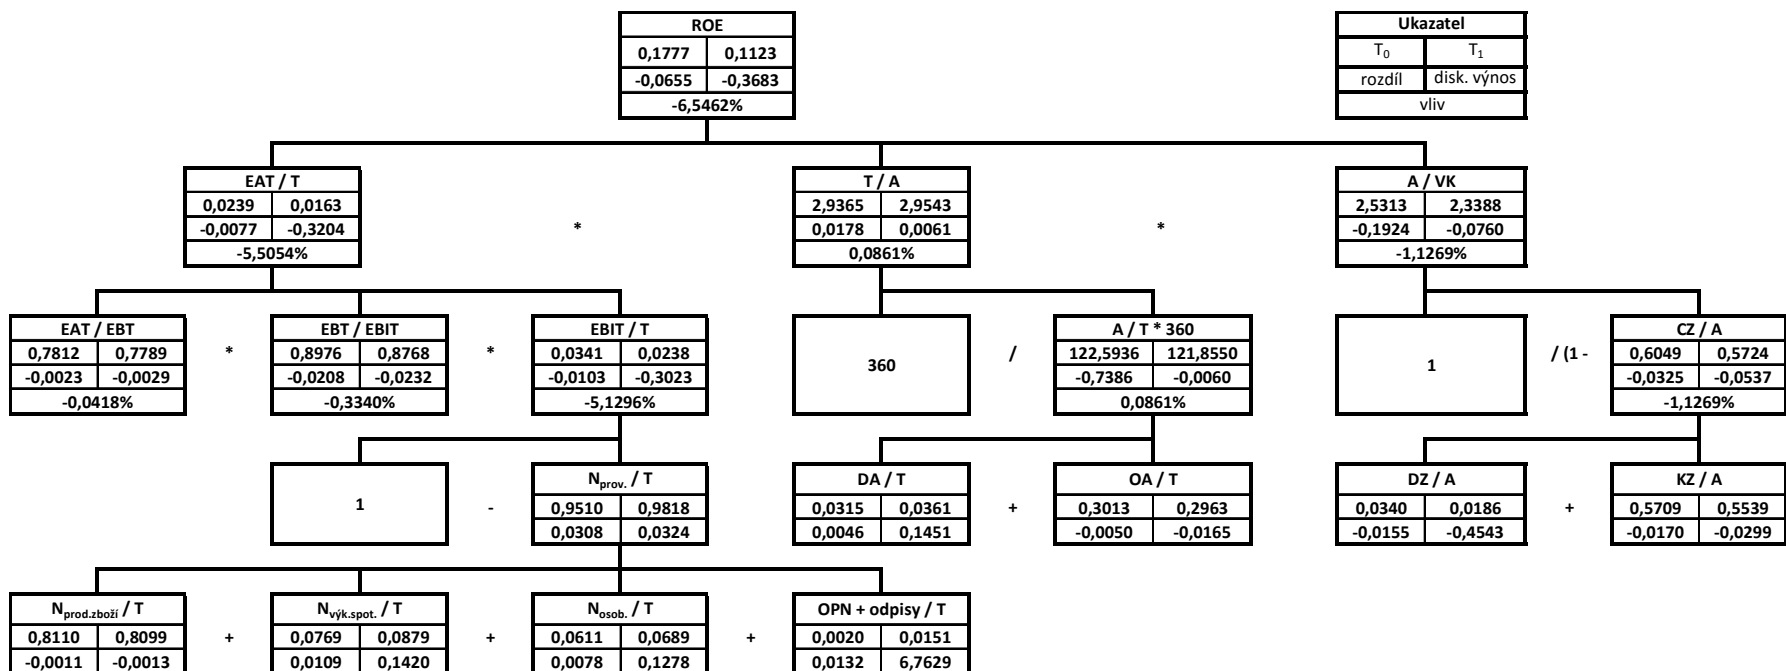 ROE
0,1777 0,1123
-0,0655 -0,3683
-6,5462%
Ukazatel
T0 T1
rozdíl disk. výnos
vliv
EAT / T
0,0239 0,0163
-0,0077 -0,3204
-5,5054%
*
T / A
2,9365 2,9543
0,0178 0,0061
0,0861%
*
A / VK
2,5313 2,3388
-0,1924 -0,0760
-1,1269%
EAT / EBT
0,7812 0,7789
-0,0023 -0,0029
-0,0418%
*
EBT / EBIT
0,8976 0,8768
-0,0208 -0,0232
-0,3340%
*
EBIT / T
0,0341 0,0238
-0,0103 -0,3023
-5,1296%
360
/
A / T * 360
122,5936 121,8550
-0,7386 -0,0060
0,0861%
1
/ (1 -
CZ / A
0,6049 0,5724
-0,0325 -0,0537
-1,1269%
1
-
Nprov. / T
0,9510 0,9818
0,0308 0,0324
DA / T
0,0315 0,0361
0,0046 0,1451
+
OA / T
0,3013 0,2963
-0,0050 -0,0165
DZ / A
0,0340 0,0186
-0,0155 -0,4543
+
KZ / A
0,5709 0,5539
-0,0170 -0,0299
Nprod.zboží / T
0,8110 0,8099
-0,0011 -0,0013
+
Nvýk.spot. / T
0,0769 0,0879
0,0109 0,1420
+
Nosob. / T
0,0611 0,0689
0,0078 0,1278
+
OPN + odpisy / T
0,0020 0,0151
0,0132 6,7629